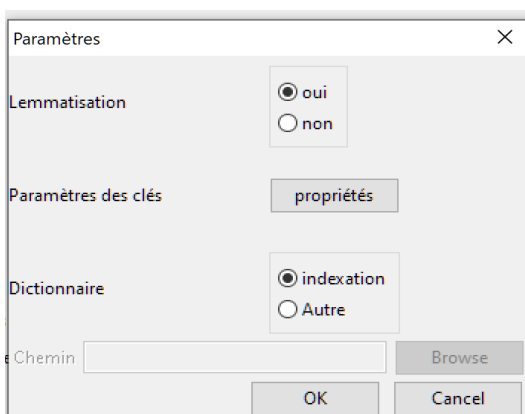 Paramètres
Lemmatisation
oui
non
Paramètres des clés
propriétés
Dictionnaire
indexation
Autre
Chemin
Browse
OK
Cancel